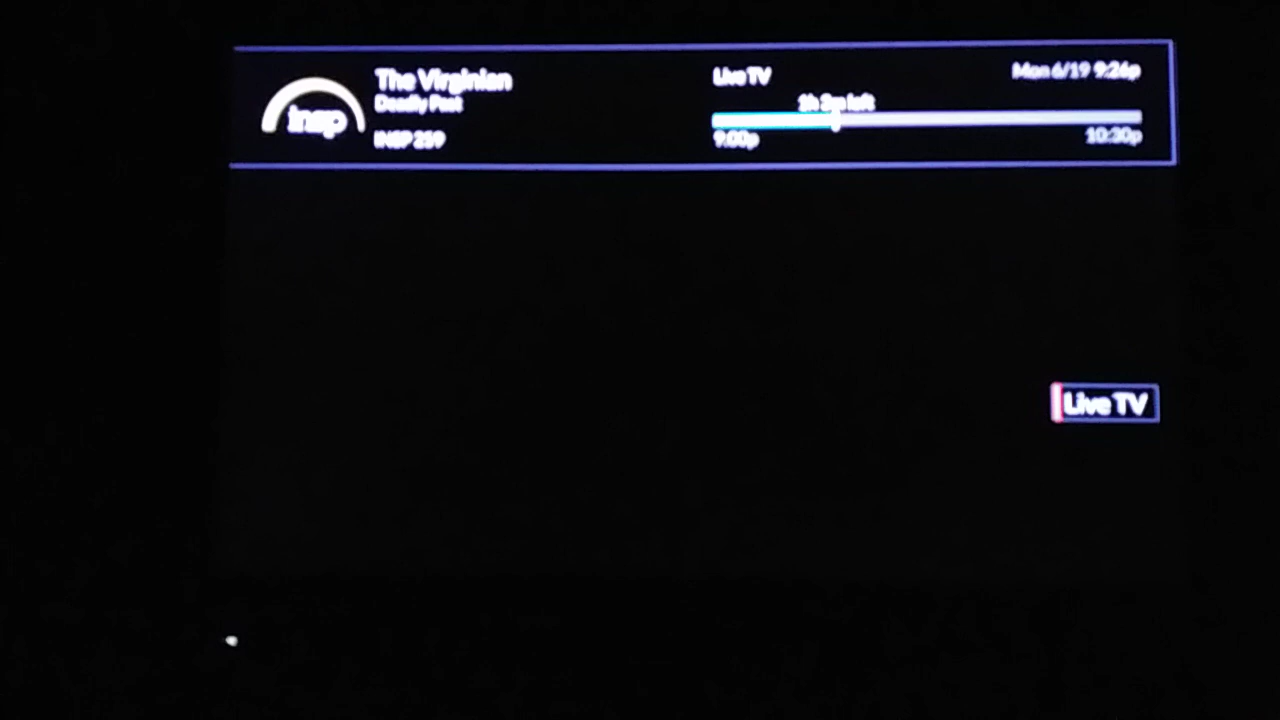 insp
The Virginian
Deadly Past
INSP 259
Live TV
Mon 6/19 9:26p
1h 3m left
9:00p
10:30p
Live TV